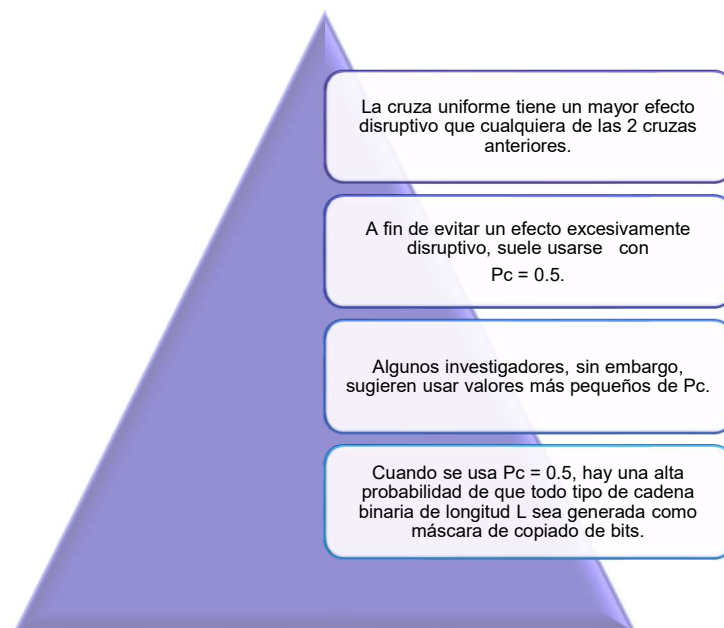 La cruza uniforme tiene un mayor efecto
disruptivo que cualquiera de las 2 cruzas
anteriores.
A fin de evitar un efecto excesivamente
disruptivo, suele usarse con
Pc = 0.5.
Algunos investigadores, sin embargo,
sugieren usar valores más pequeños de Pc.
Cuando se usa Pc = 0.5, hay una alta
probabilidad de que todo tipo de cadena
binaria de longitud L sea generada como
máscara de copiado de bits.